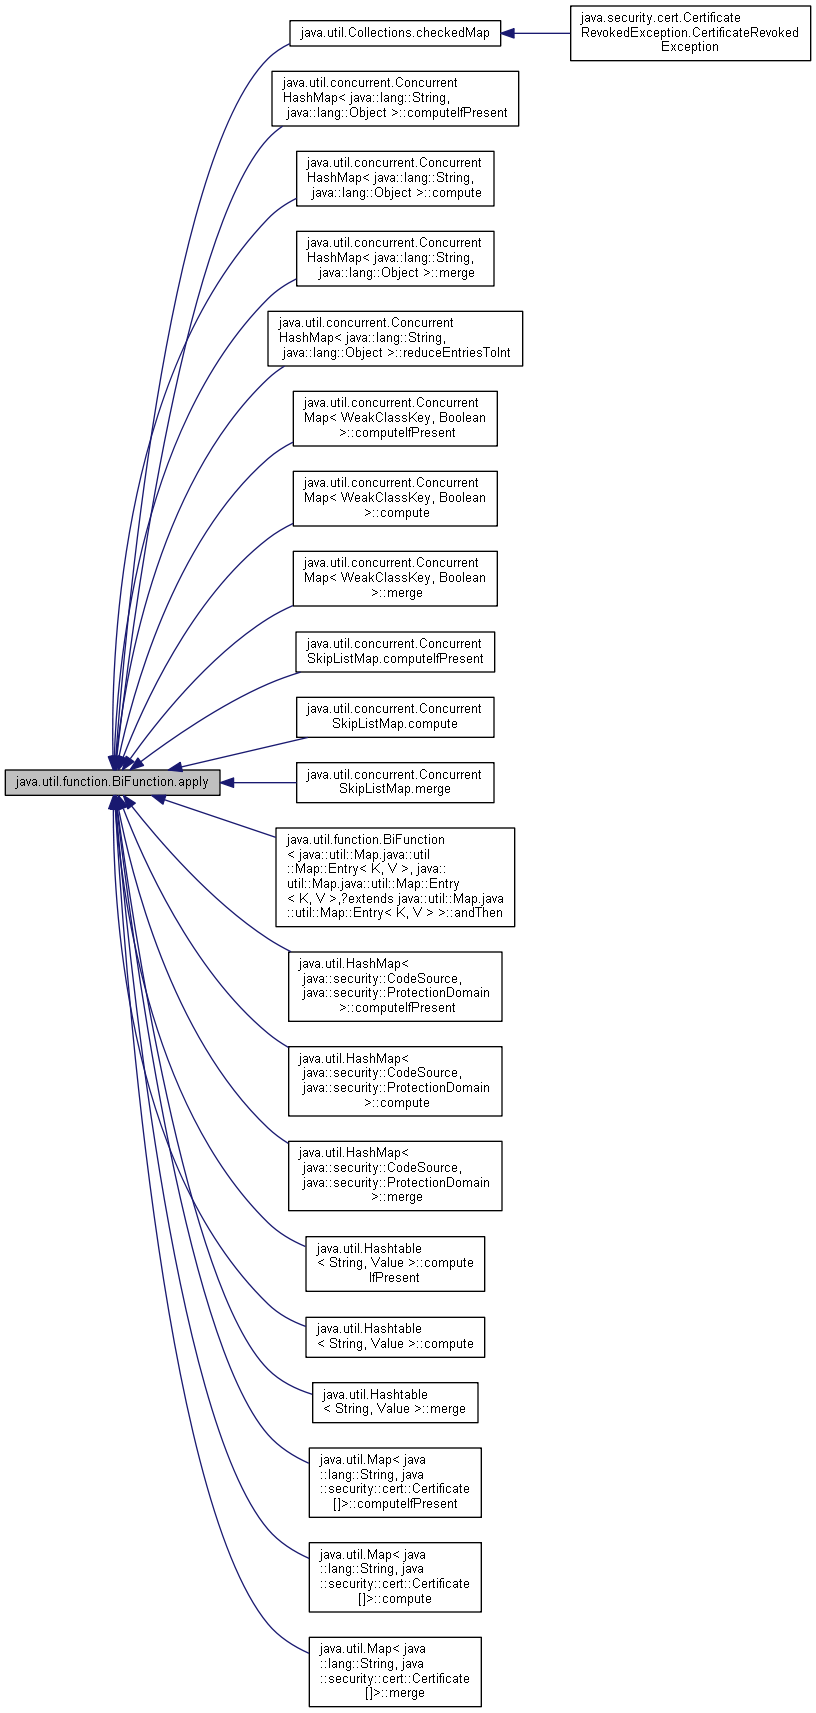 java.util.Collections.checkedMap
java.security.cert.Certificate
RevokedException.CertificateRevoked
Exception
java.util.concurrent.Concurrent
HashMap< java::lang::String,
java::lang::Object >::computeIfPresent
java.util.concurrent.Concurrent
HashMap< java::lang::String,
java::lang::Object >::compute
java.util.concurrent.Concurrent
HashMap< java::lang::String,
java::lang::Object >::merge
java.util.concurrent.Concurrent
HashMap< java::lang::String,
java::lang::Object >::reduceEntriesToInt
java.util.concurrent.Concurrent
Map< WeakClassKey, Boolean
>::computeIfPresent
java.util.concurrent.Concurrent
Map< WeakClassKey, Boolean
>::compute
java.util.concurrent.Concurrent
Map< WeakClassKey, Boolean
>::merge
java.util.concurrent.Concurrent
SkipListMap.computeIfPresent
java.util.concurrent.Concurrent
SkipListMap.compute
java.util.function.BiFunction.apply
java.util.concurrent.Concurrent
SkipListMap.merge
java.util.function.BiFunction
< java::util::Map.java::util
::Map::Entry< K, V >, java::
util::Map.java::util::Map::Entry
< K, V >,?extends java::util::Map.java
::util::Map::Entry< K, V > >::andThen
java.util.HashMap<
java::security::CodeSource,
java::security::ProtectionDomain
>::computeIfPresent
java.util.HashMap<
java::security::CodeSource,
java::security::ProtectionDomain
>::compute
java.util.HashMap<
java::security::CodeSource,
java::security::ProtectionDomain
>::merge
java.util.Hashtable
< String, Value >::compute
IfPresent
java.util.Hashtable
< String, Value >::compute
java.util.Hashtable
< String, Value >::merge
java.util.Map< java
::lang::String, java
::security::cert::Certificate
[]>::computeIfPresent
java.util.Map< java
::lang::String, java
::security::cert::Certificate
[]>::compute
java.util.Map< java
::lang::String, java
::security::cert::Certificate
[]>::merge